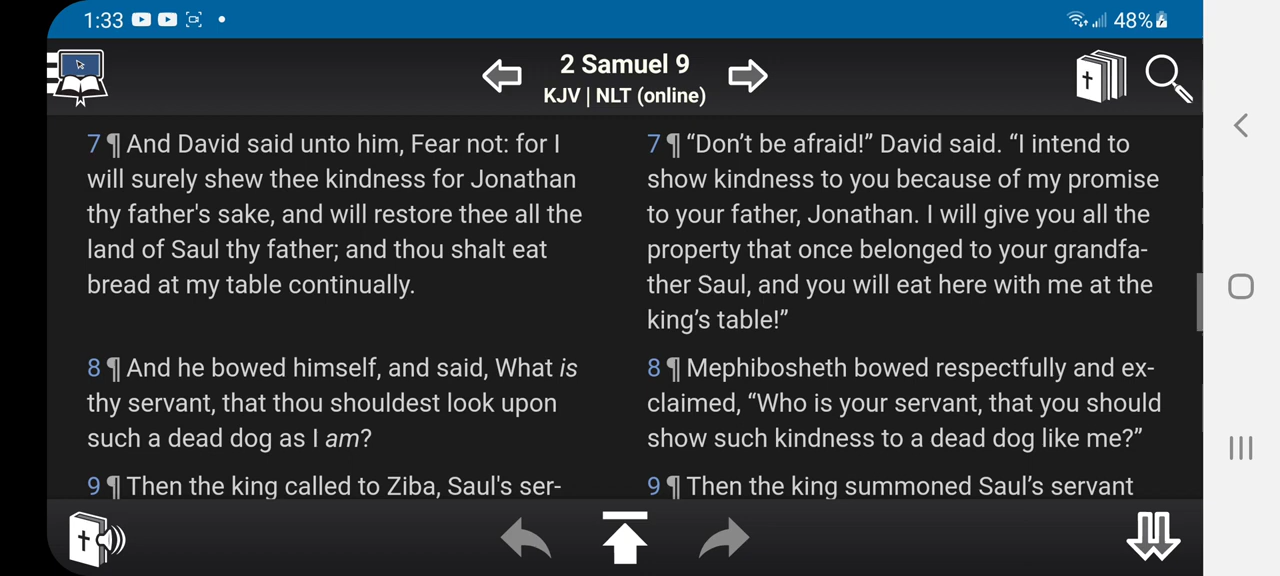 1:33
48%
2 Samuel 9
KJV | NLT (online)
7 ¶ And David said unto him, Fear not: for I
will surely shew thee kindness for Jonathan
thy father's sake, and will restore thee all the
land of Saul thy father; and thou shalt eat
bread at my table continually.
8 ¶ And he bowed himself, and said, What is
thy servant, that thou shouldest look upon
such a dead dog as I am?
9 ¶ Then the king called to Ziba, Saul's ser-
7 ¶ “Don’t be afraid!” David said. “I intend to
show kindness to you because of my promise
to your father, Jonathan. I will give you all the
property that once belonged to your grandfa-
ther Saul, and you will eat here with me at the
king’s table!”
8 ¶ Mephibosheth bowed respectfully and ex-
claimed, “Who is your servant, that you should
show such kindness to a dead dog like me?”
9 ¶ Then the king summoned Saul’s servant